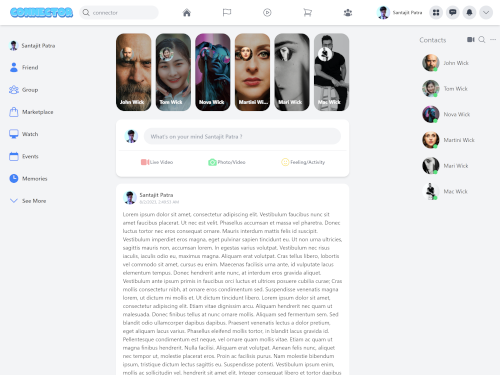 CONNECTOR
connector
Santajit Patra
Santajit Patra
Friend
Group
Marketplace
Watch
Events
Memories
See More
John Wick
Tom Wick
Nova Wick
Martini Wi...
Mari Wick
Mac Wick
What's on your mind Santajit Patra ?
Live Video
Photo/Video
Feeling/Activity
Santajit Patra
Lorem ipsum dolor sit amet, consectetur adipiscing elit. Vestibulum faucibus nunc sit
amet faucibus placerat. Ut nec est velit. Phasellus accumsan et massa vel pharetra. Donec
luctus tortor nec eros consequat ornare. Mauris interdum mattis felis id suscipit.
Vestibulum imperdiet eros magna, eget pulvinar sapien tincidunt eu. Ut non urna ultricies,
sagittis mauris non, accumsan lorem. In egestas varius volutpat. Vestibulum nec risus
iaculis, iaculis odio eu, maximus magna. Aliquam erat volutpat. Cras tellus libero, lobortis
vel commodo sit amet, cursus eu enim. Maecenas facilisis urna ante, id vulputate lacus
elementum tempus. Donec hendrerit ante nunc, at interdum eros gravida aliquet.
Vestibulum ante ipsum primis in faucibus orci luctus et ultrices posuere cubilia curae; Cras
mollis consectetur nibh, at ornare eros condimentum sed. Suspendisse venenatis magna
lorem, ut dictum mi mollis at. Ut tincidunt libero. Lorem ipsum dolor sit amet,
consectetur adipiscing elit. Etiam vivamus dignissim erat, quis hendrerit quam ut
malesuada. Donec finibus tellus at nunc ornare mollis. Aliquam sed fermentum sem. Sed
blandit odio ullamcorper dapibus dapibus. Praesent venenatis lectus a dolor pretium,
eget aliquam lacus varius. Phasellus eleifend mollis tortor, in blandit lacus gravida id.
Pellentesque condimentum est neque, vel ornare quam mollis vitae. Etiam ac quam ut
magna finibus hendrerit. Nulla facilisi. Aliquam erat volutpat. Aenean felis nunc, aliquet
nec tempor ut, molestie placerat eros. Proin ac facilisis purus. Nam molestie bibendum
ipsum, tristique dictum lectus sagittis eu. Suspendisse potenti. Vestibulum ipsum enim,
mollis ac sollicitudin vel, hendrerit sit amet elit. Integer consequat libero et tortor dapibus
Contacts
John Wick
Tom Wick
Nova Wick
Martini Wick
Mari Wick
Mac Wick